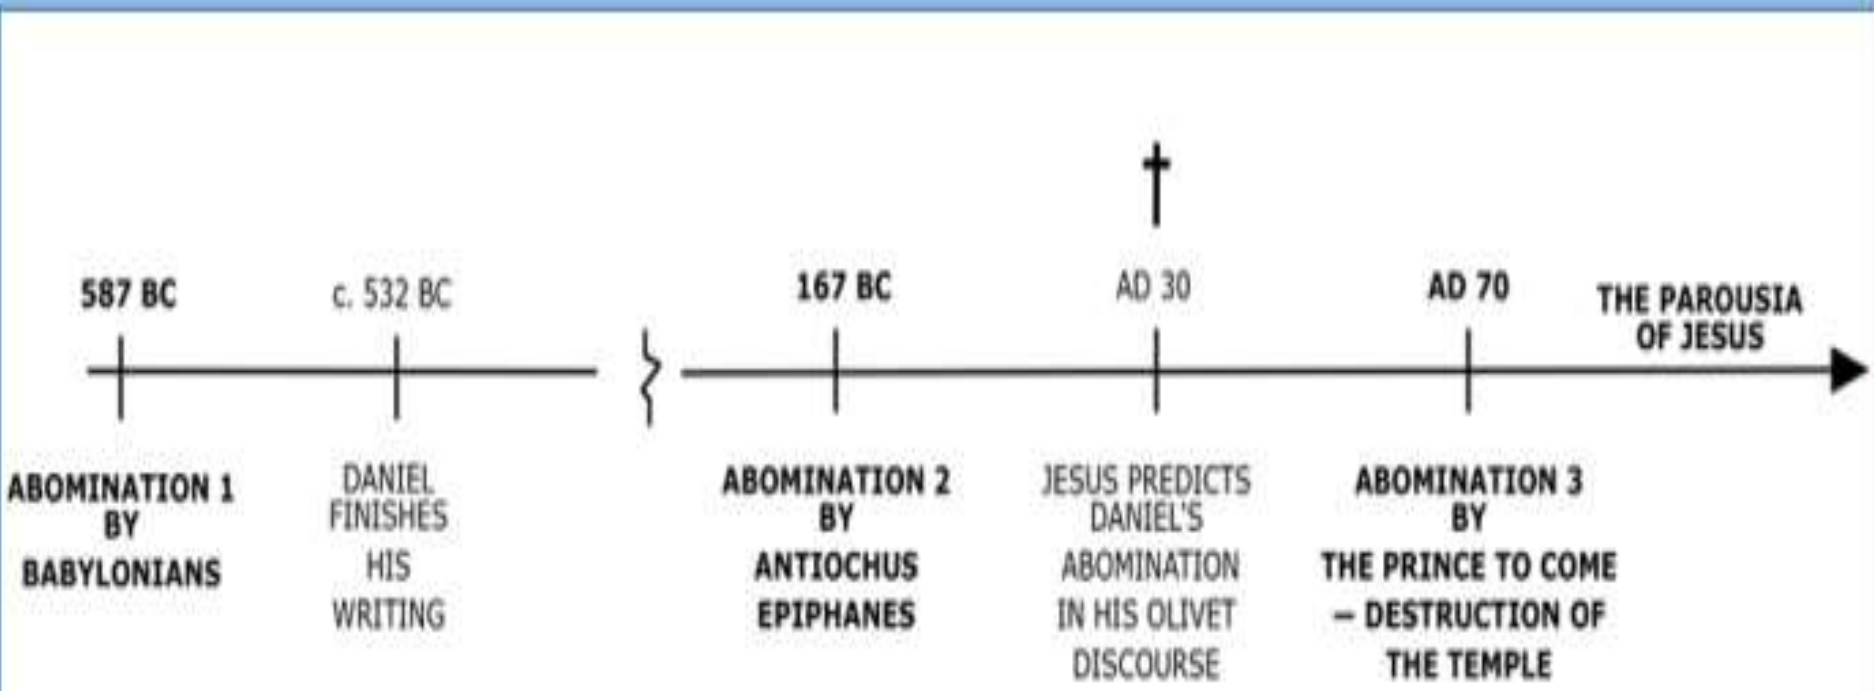 587 BC
c. 532 BC
167 BC
AD 30
AD 70
THE PAROUSIA
OF JESUS
ABOMINATION 1
BY
BABYLONIANS
DANIEL
FINISHES
HIS
WRITING
ABOMINATION 2
BY
ANTIOCHUS
EPIPHANES
JESUS PREDICTS
DANIEL'S
ABOMINATION
IN HIS OLIVET
DISCOURSE
ABOMINATION 3
BY
THE PRINCE TO COME
– DESTRUCTION OF
THE TEMPLE